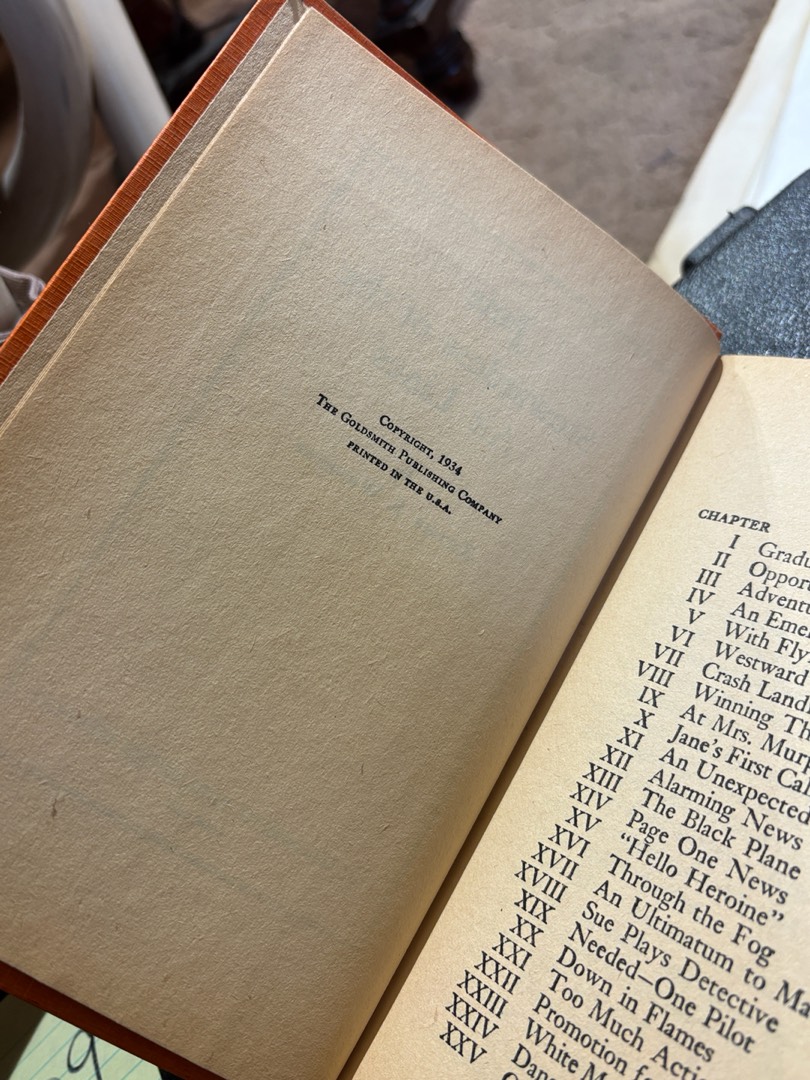 COPYRIGHT, 1934
THE GOLDSMITH PUBLISHING COMPANY
PRINTED IN THE U.S.A.
CHAPTER
I
II
III
IV An
V With
VI Westward
VII Crash
VIII Winning
IX At Mrs.
X Jane's First
XI An Unexpected
XII Alarming News
XIII The Black Plane
XIV Page One News
XV "Hello Heroine"
XVI Through the Fog
XVII An Ultimatum to
XVIII Sue Plays Detective
XIX Needed—One Pilot
XX Down in Flames
XXI Too Much
XXII Promotion
XXIII White
XXIV
XXV
9